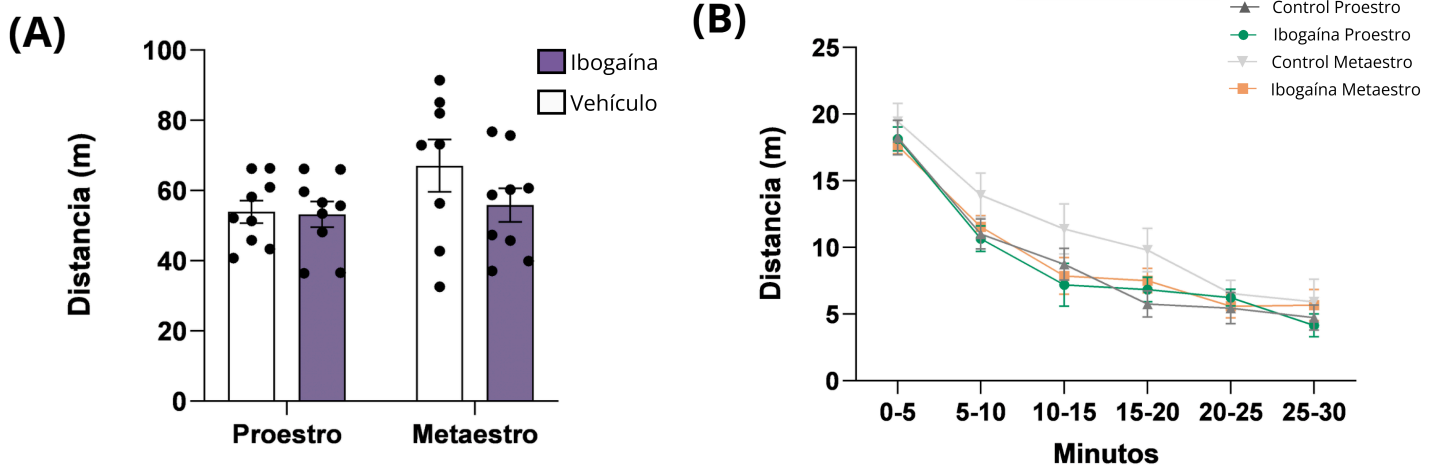 (A)
100
80
60
40
20
0
Distancia (m)
Ibogaína
Vehículo
Proestro
Metaestro
(B)
Control Proestro
Ibogaína Proestro
Control Metaestro
Ibogaína Metaestro
25
20
15
10
5
0
Distancia (m)
0-5 5-10 10-15 15-20 20-25 25-30
Minutos